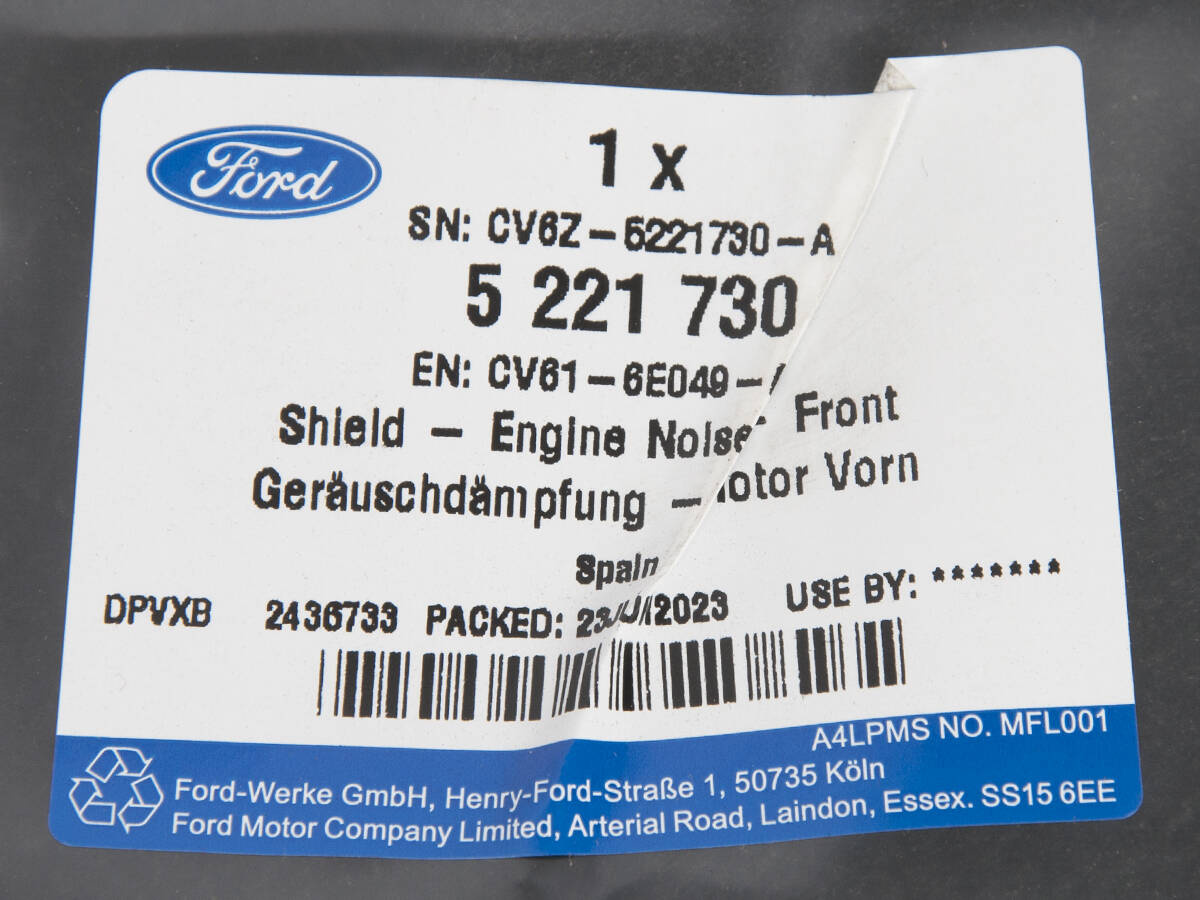 Ford
1 x
SN: CV6Z-5221730-A
5 221 730
EN: CV61-6E049-
Shield - Engine Noise Front
Geräuschdämpfung - Vorn
Spain
DPVXB 2436733 PACKED: 2023 USE BY: *******
A4LPMS NO. MFL001
Ford-Werke GmbH, Henry-Ford-Straße 1, 50735 Köln
Ford Motor Company Limited, Arterial Road, Laindon, Essex. SS15 6EE